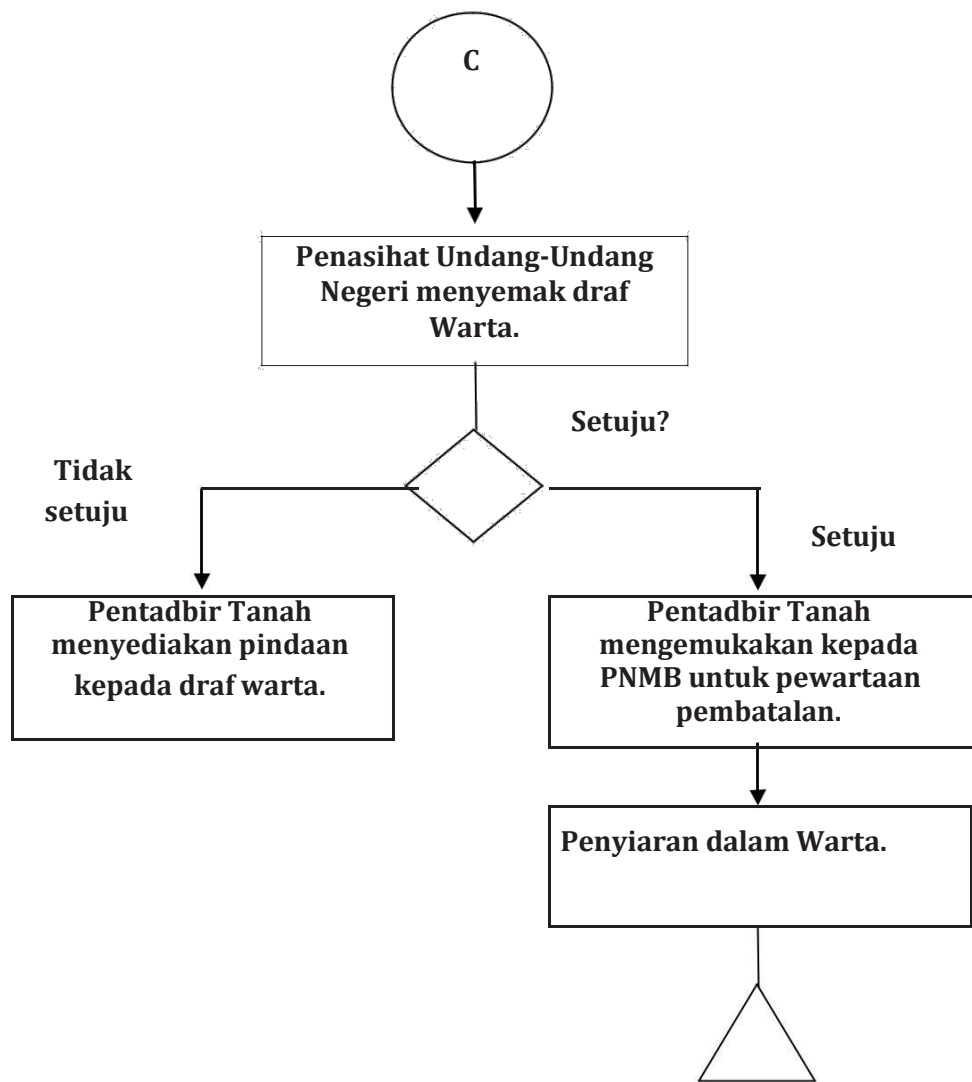 C
Penasihat Undang-Undang
Negeri menyemak draf
Warta.
Setuju?
Tidak
setuju
Setuju
Pentadbir Tanah
menyediakan pindaan
kepada draf warta.
Pentadbir Tanah
mengemukakan kepada
PNMB untuk pewartaan
pembatalan.
Penyiaran dalam Warta.